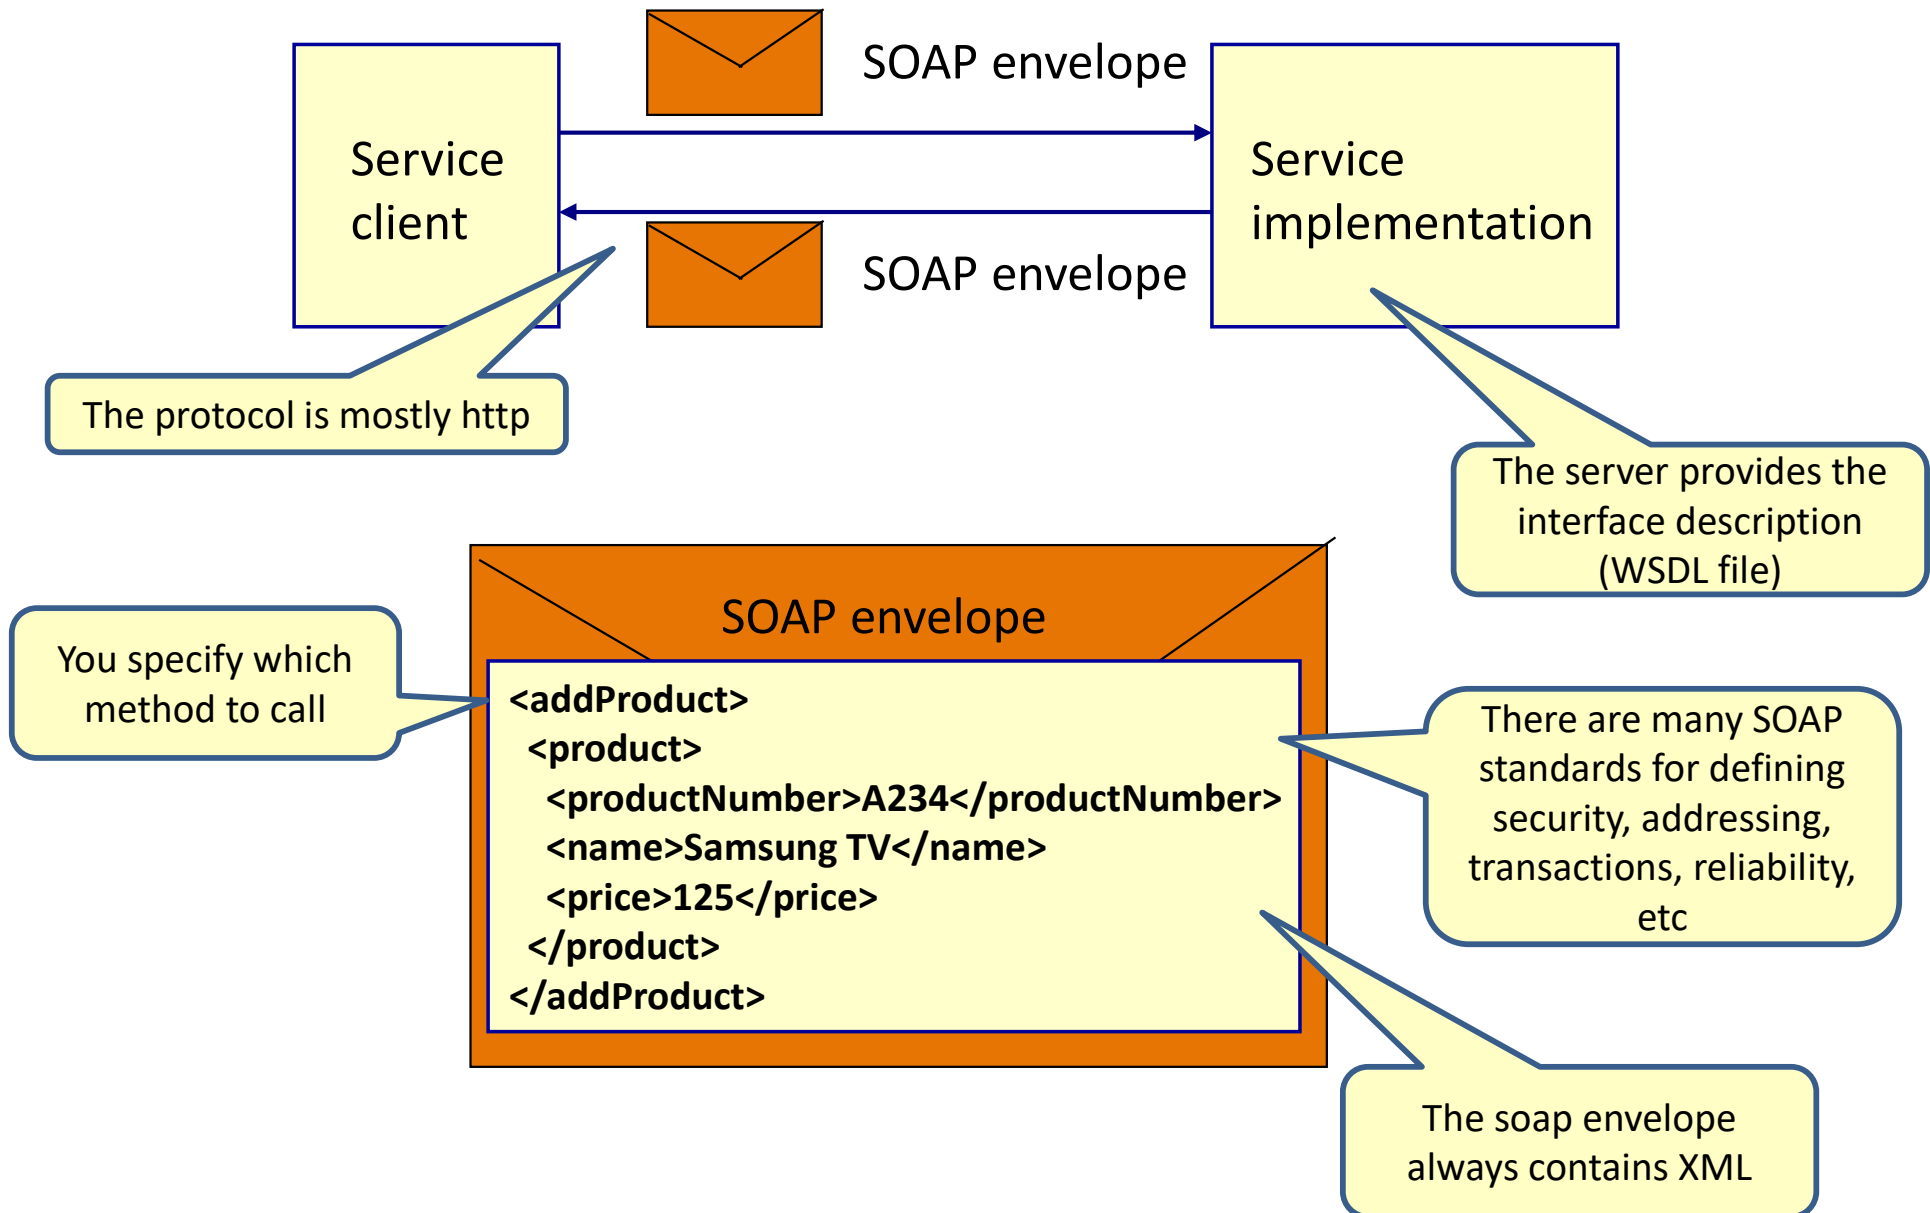 SOAP envelope
Service
client
Service
implementation
SOAP envelope
The protocol is mostly http
The server provides the
interface description
(WSDL file)
SOAP envelope
You specify which
method to call
<addProduct>
<product>
<productNumber>A234</productNumber>
<name>Samsung TV</name>
<price>125</price>
</product>
</addProduct>
There are many SOAP
standards for defining
security, addressing,
transactions, reliability,
etc
The soap envelope
always contains XML